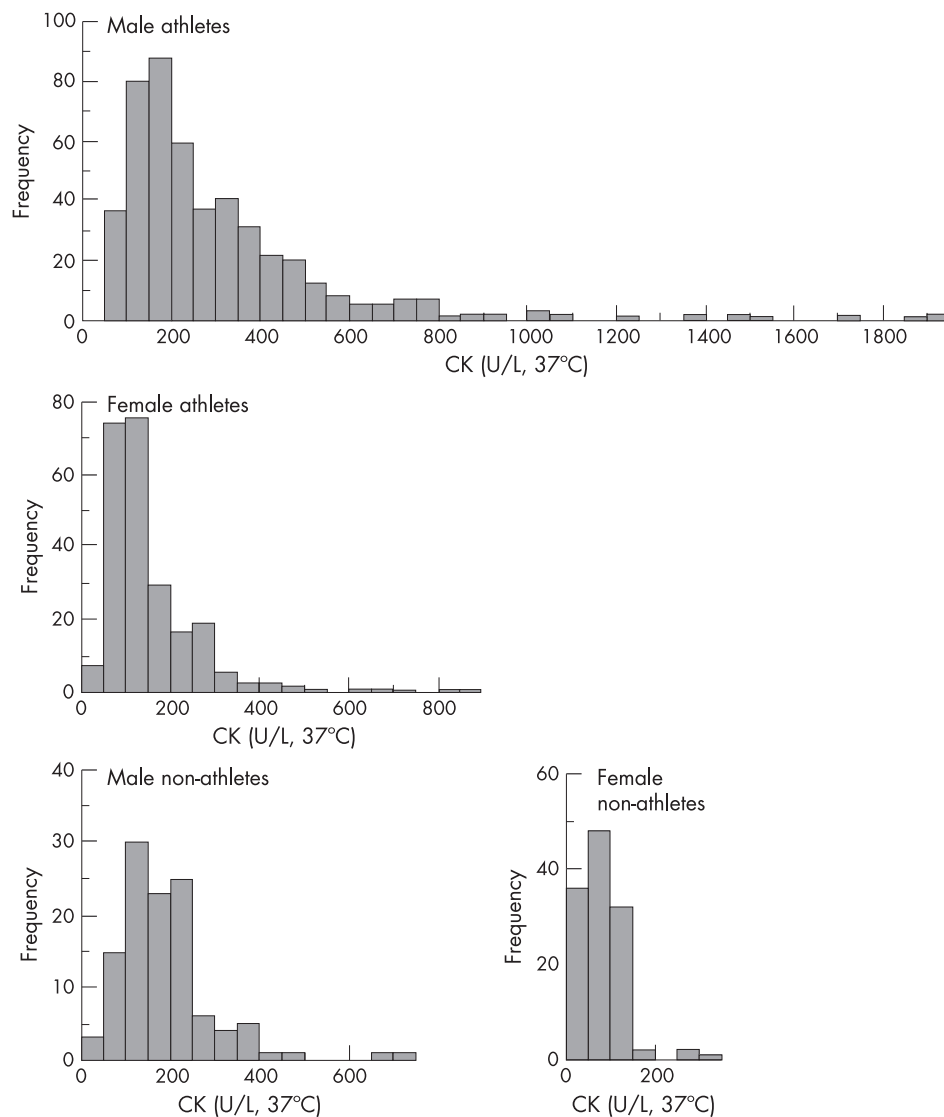 Male athletes
100
80
60
40
20
0
Frequency
0 200 400 600 800 1000 1200 1400 1600 1800
CK (U/L, 37°C)
Female athletes
80
60
40
20
0
Frequency
0 200 400 600 800
CK (U/L, 37°C)
Male non-athletes
40
30
20
10
0
Frequency
0 200 400 600
CK (U/L, 37°C)
Female
non-athletes
60
40
20
0
Frequency
0 200
CK (U/L, 37°C)